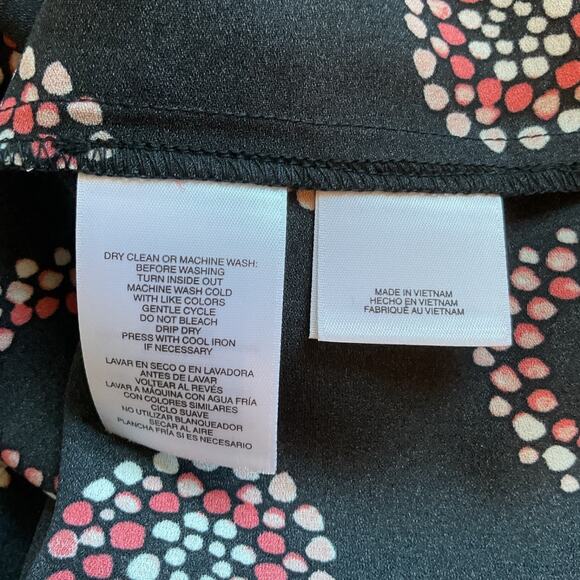 DRY CLEAN OR MACHINE WASH:
BEFORE WASHING
TURN INSIDE OUT
MACHINE WASH COLD
WITH LIKE COLORS
GENTLE CYCLE
DO NOT BLEACH
DRIP DRY
PRESS WITH COOL IRON
IF NECESSARY
LAVAR EN SECO O EN LAVADORA
ANTES DE LAVAR
VOLTEAR AL REVÉS
LAVAR A MÁQUINA CON AGUA FRÍA
CON COLORES SIMILARES
CICLO SUAVE
NO UTILIZAR BLANQUEADOR
SECAR AL AIRE
PLANCHA FRÍA SI ES NECESARIO
MADE IN VIETNAM
HECHO EN VIETNAM
FABRIQUÉ AU VIETNAM